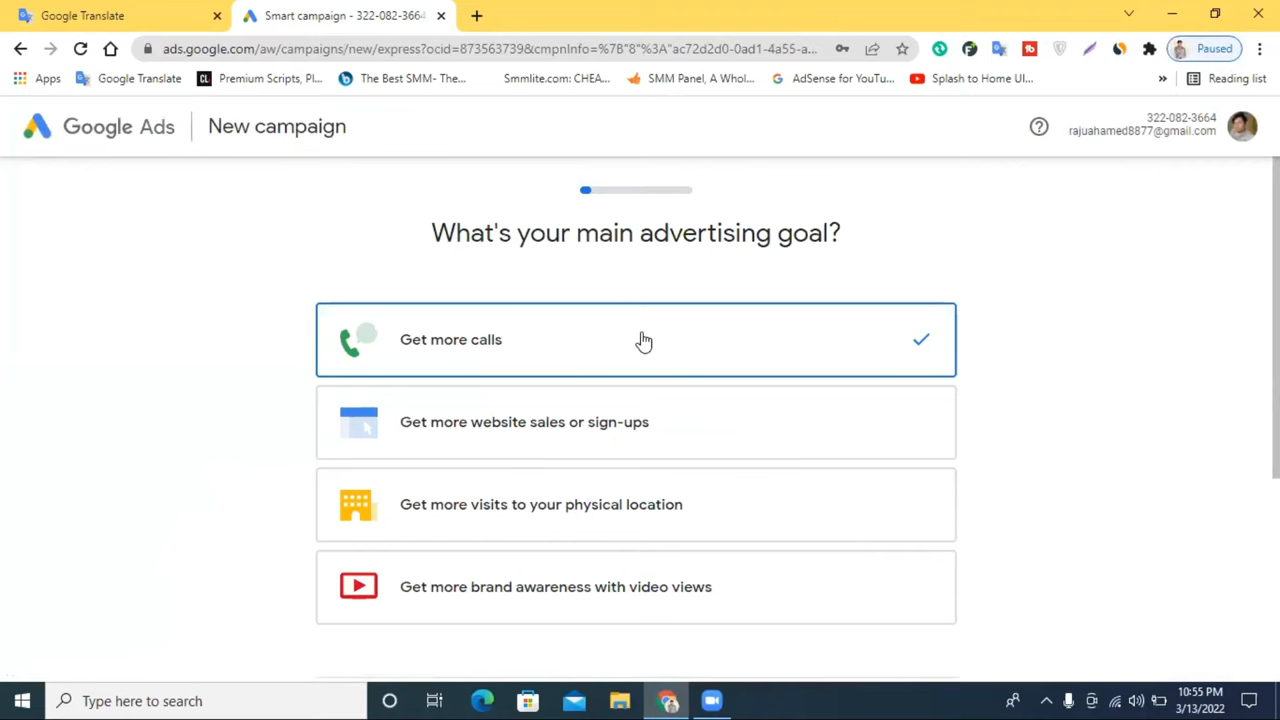 Google Translate
Smart campaign - 322-082-3664
ads.google.com/aw/campaigns/new/express?ocid=873563739&cmpnInfo=%7B"8"%3A"ac72d2d0-0ad1-4a55-a...
Paused
Apps
Google Translate
Premium Scripts, Pl...
The Best SMM- The...
Smmlite.com: CHEA...
SMM Panel, A Whol...
AdSense for YouTu...
Splash to Home UI...
»
Reading list
Google Ads
New campaign
322-082-3664
rajuahamed8877@gmail.com
What's your main advertising goal?
Get more calls
Get more website sales or sign-ups
Get more visits to your physical location
Get more brand awareness with video views
Type here to search
10:55 PM
3/13/2022